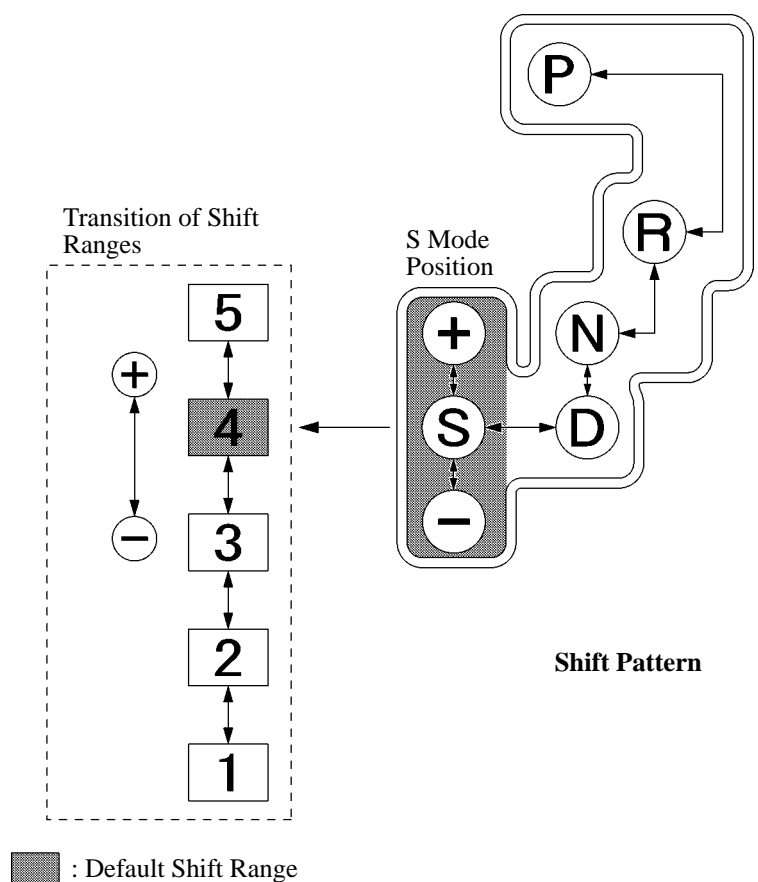 P
R
Transition of Shift
Ranges
S Mode
Position
5
+
N
+
4
S
D
−
3
−
2
Shift Pattern
1
: Default Shift Range